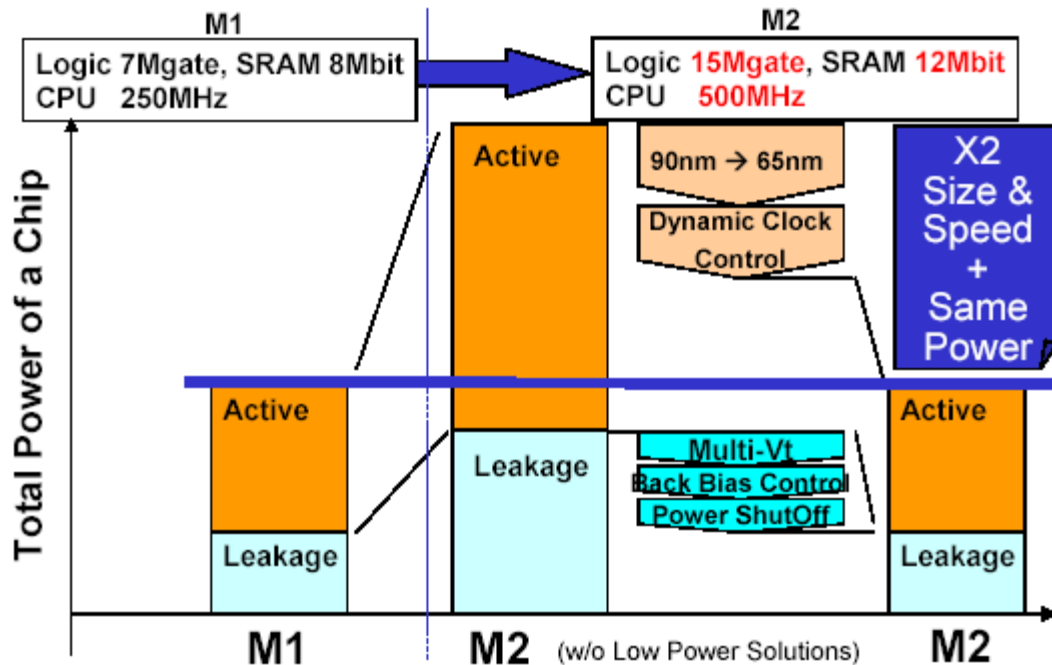 M1
Logic 7Mgate, SRAM 8Mbit
CPU 250MHz
M2
Logic 15Mgate, SRAM 12Mbit
CPU 500MHz
Total Power of a Chip
Active
Leakage
Active
Leakage
90nm → 65nm
Dynamic Clock
Control
Multi-Vt
Back Bias Control
Power ShutOff
X2
Size &
Speed
+
Same
Power
Active
Leakage
M1
M2 (w/o Low Power Solutions)
M2